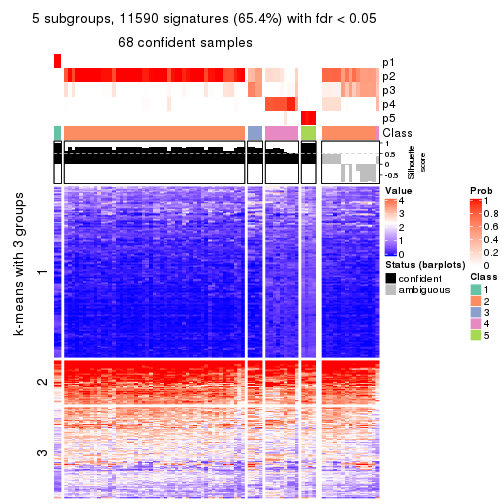 5 subgroups, 11590 signatures (65.4%) with fdr < 0.05
68 confident samples
p1
p2
p3
p4
p5
Class
1
0.5
0
-0.5
Silhouette
score
k-means with 3 groups
1
2
3
Value
4
3
2
1
0
Status (barplots)
confident
ambiguous
Prob
1
0.8
0.6
0.4
0.2
0
Class
1
2
3
4
5